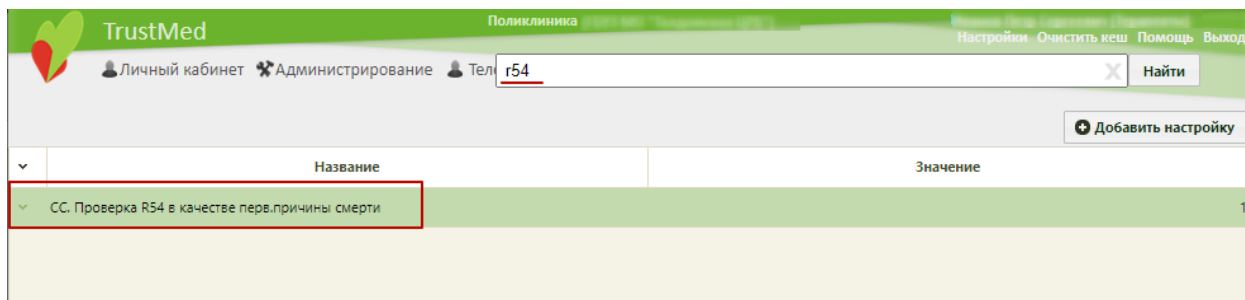 TrustMed
Поликлиника
Настройки Очистить кеш Помощь Выход
Личный кабинет Администрирование Тел
r54
X Найти
Добавить настройку
Название Значение
СС. Проверка R54 в качестве перв.причины смерти 1